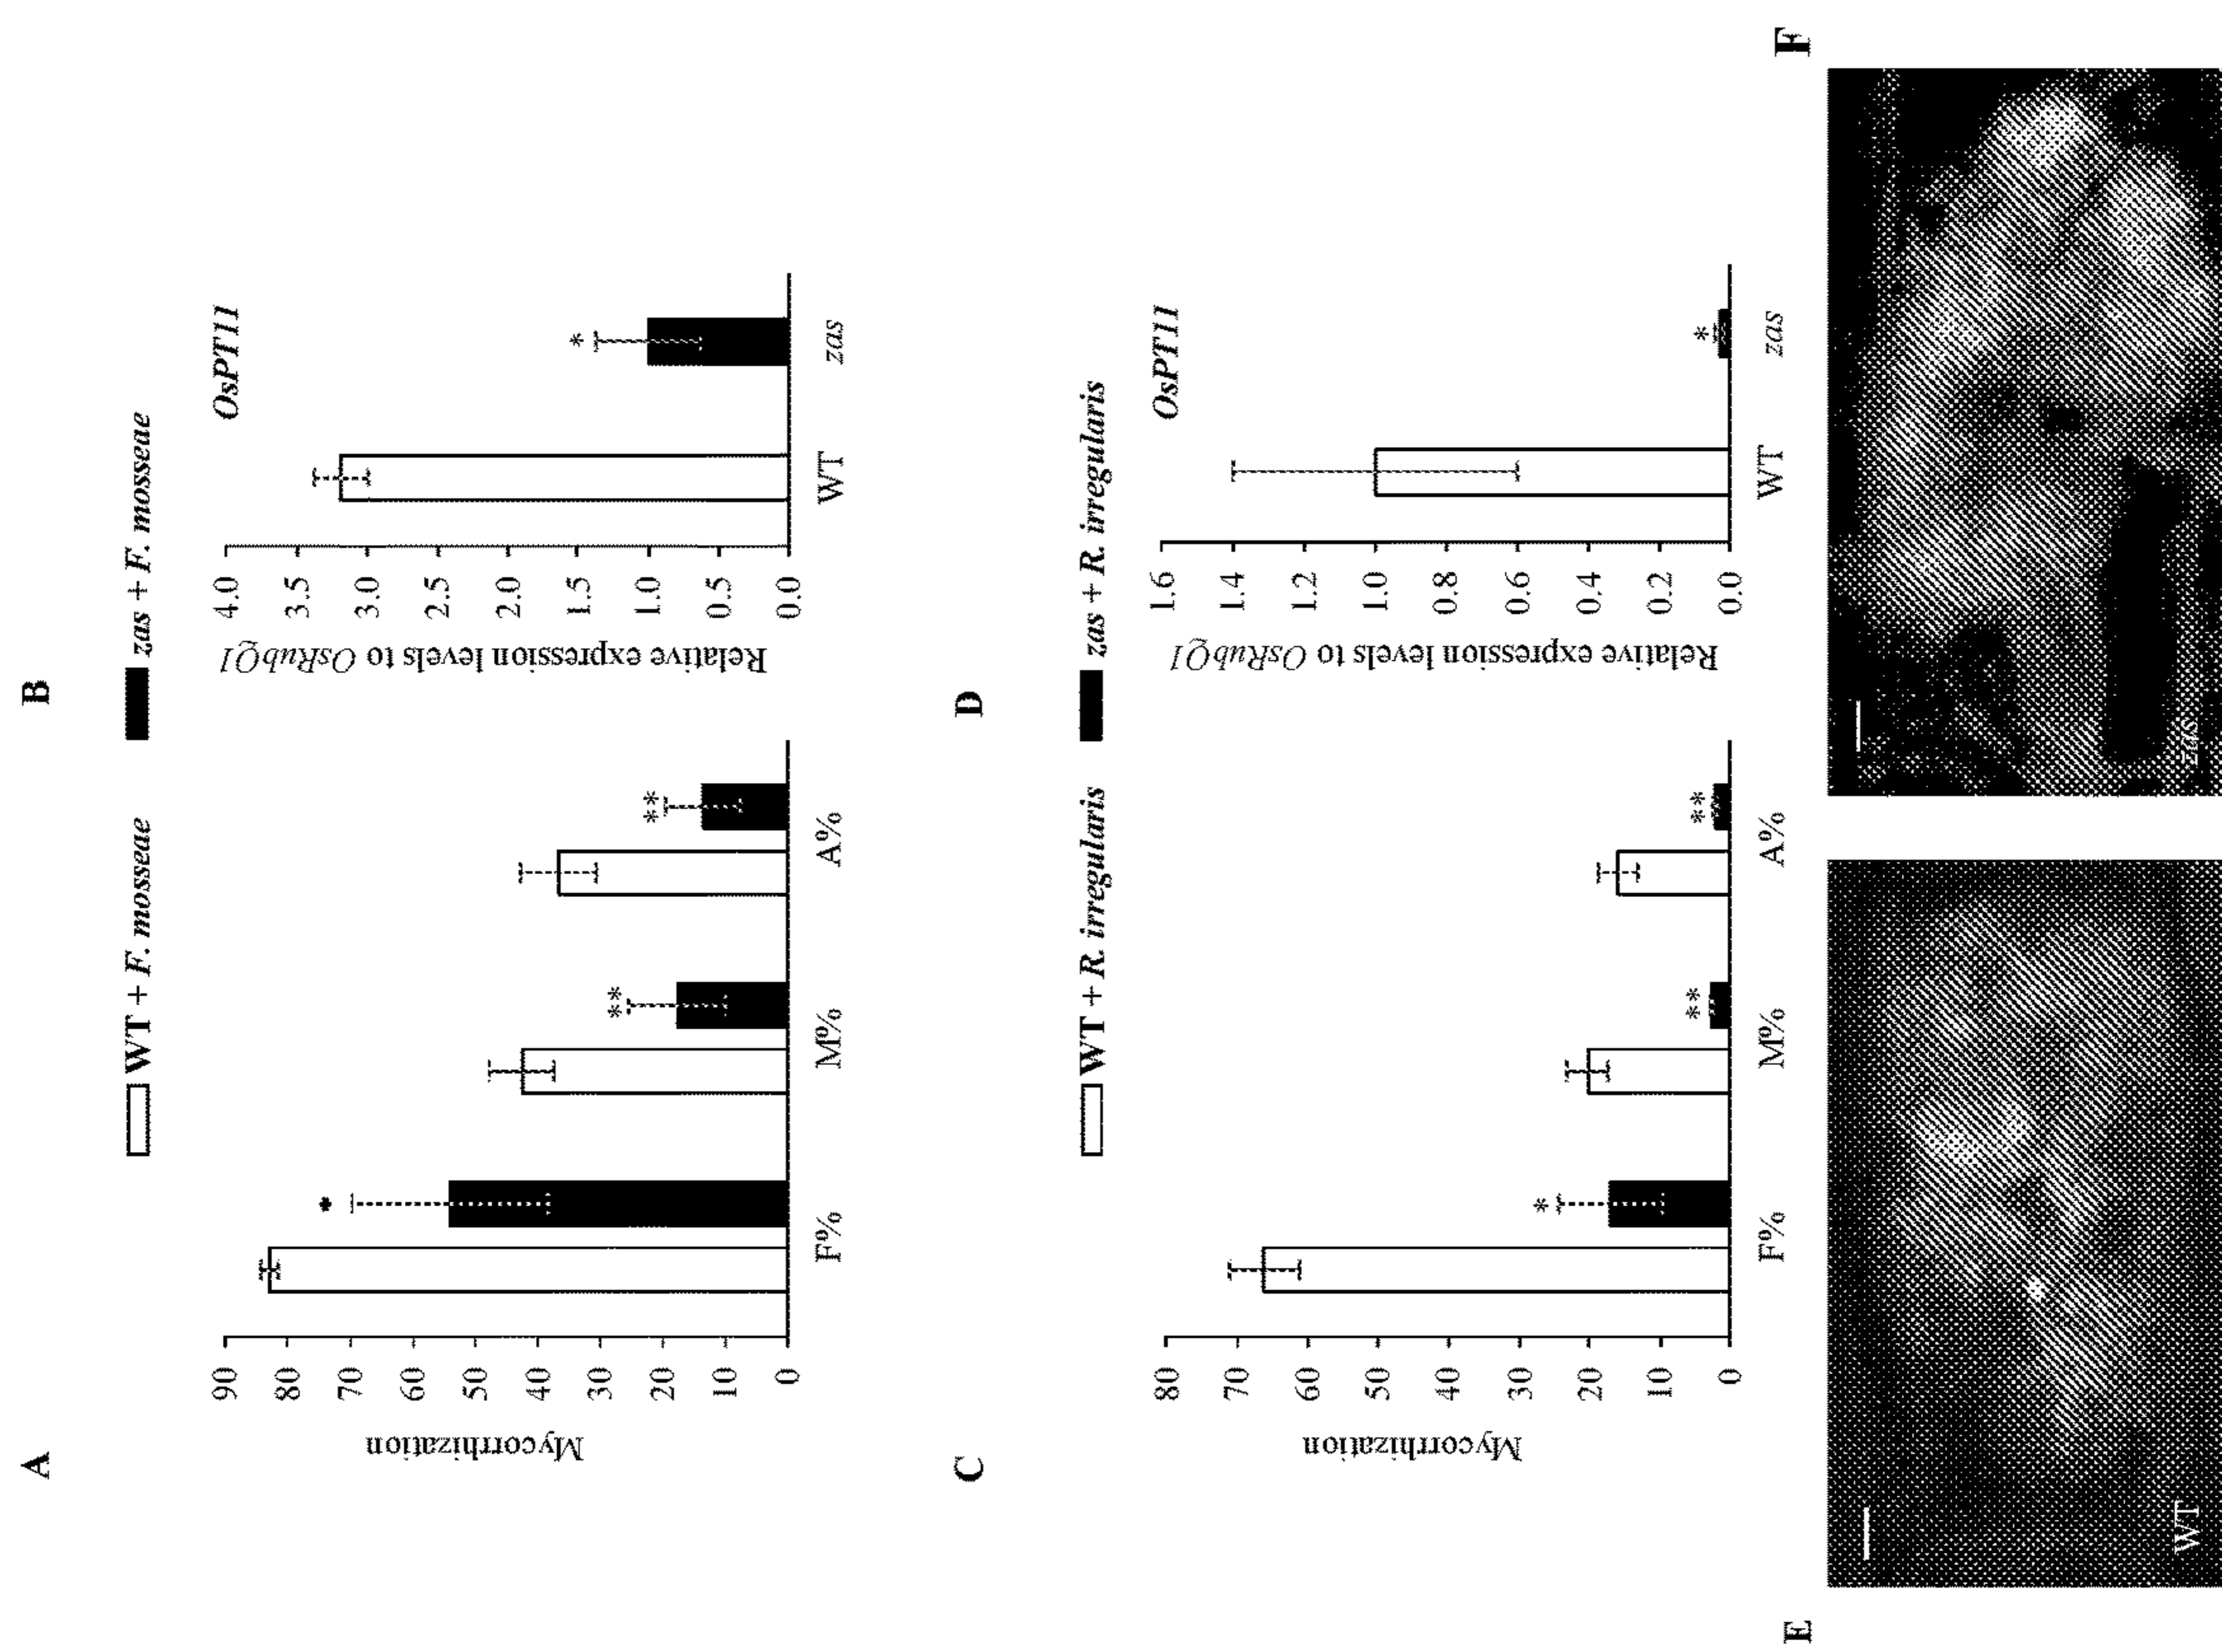 A
WT + F. mosseae
zas + F. mosseae
Mycorrhization
90
80
70
60
50
40
30
20
10
0
F%
M%
A%
*
**
**
B
OsPT11
Relative expression levels to OsRubQ1
4.0
3.5
3.0
2.5
2.0
1.5
1.0
0.5
0.0
WT
zas
*
C
WT + R. irregularis
zas + R. irregularis
Mycorrhization
80
70
60
50
40
30
20
10
0
F%
M%
A%
*
**
**
D
OsPT11
Relative expression levels to OsRubQ1
1.6
1.4
1.2
1.0
0.8
0.6
0.4
0.2
0.0
WT
zas
*
E
WT
F
zas